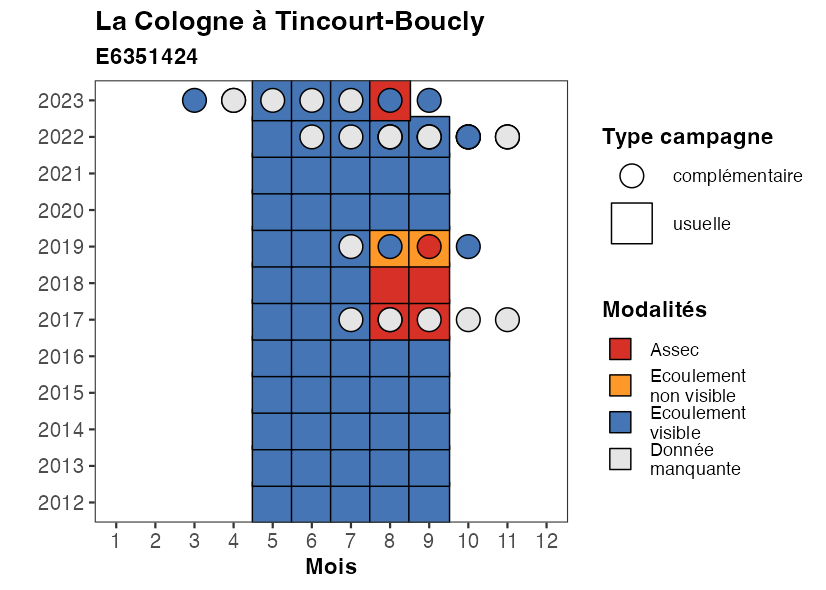 La Cologne à Tincourt-Boucly
E6351424
2023
2022
2021
2020
2019
2018
2017
2016
2015
2014
2013
2012
1 2 3 4 5 6 7 8 9 10 11 12
Mois
Type campagne
complémentaire
usuelle
Modalités
Assec
Ecoulement
non visible
Ecoulement
visible
Donnée
manquante